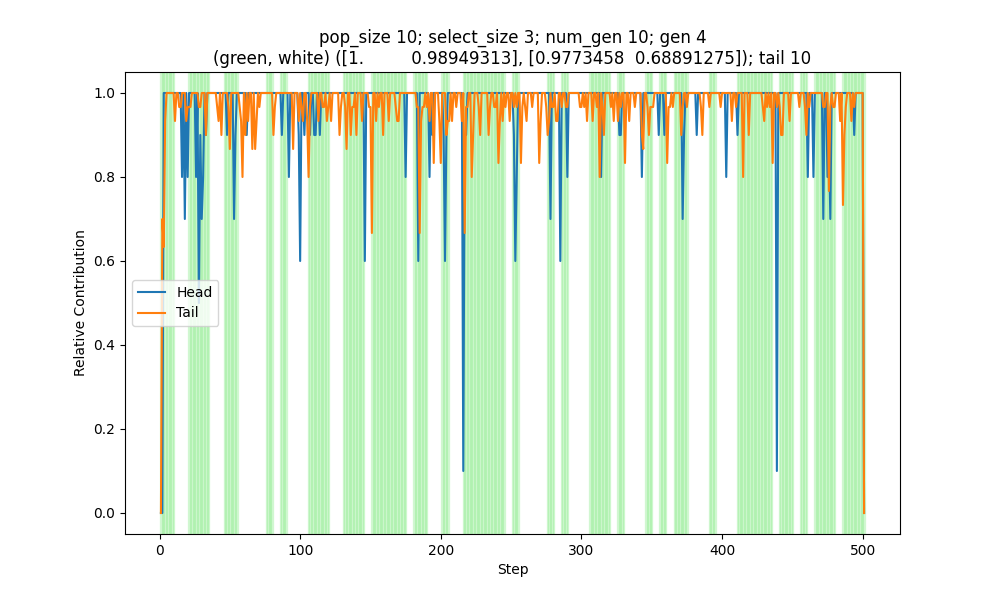 pop_size 10; select_size 3; num_gen 10; gen 4
(green, white) ([1.          0.98949313], [0.9773458  0.68891275]); tail 10
1.0
0.8
0.6
0.4
0.2
0.0
Relative Contribution
Head
Tail
0
100
200
300
400
500
Step